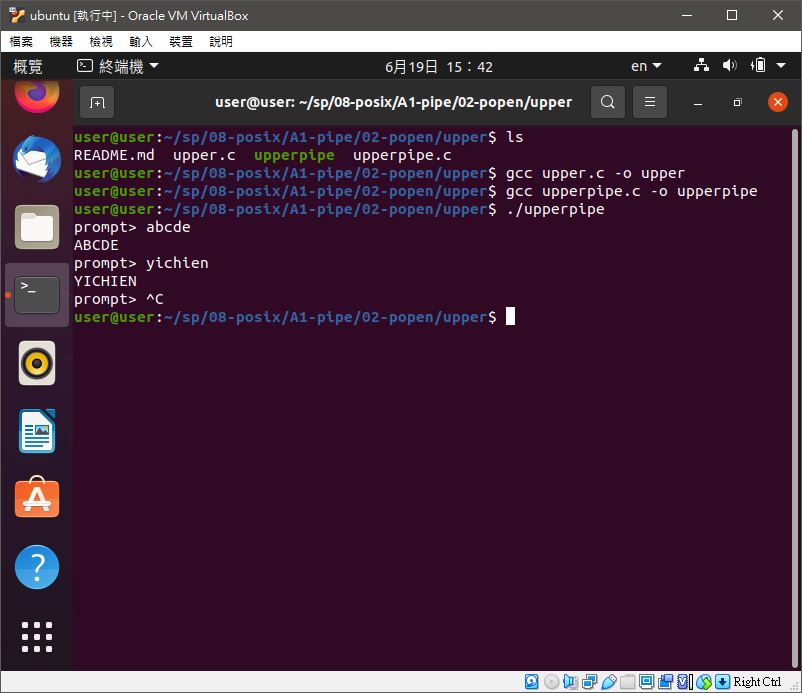 ubuntu [執行中] - Oracle VM VirtualBox
檔案 機器 檢視 輸入 裝置 說明
概覽 終端機 6月19日 15：42 en
user@user: ~/sp/08-posix/A1-pipe/02-popen/upper
user@user:~/sp/08-posix/A1-pipe/02-popen/upper$ ls
README.md upper.c upperpipe upperpipe.c
user@user:~/sp/08-posix/A1-pipe/02-popen/upper$ gcc upper.c -o upper
user@user:~/sp/08-posix/A1-pipe/02-popen/upper$ gcc upperpipe.c -o upperpipe
user@user:~/sp/08-posix/A1-pipe/02-popen/upper$ ./upperpipe
prompt> abcde
ABCDE
prompt> yichien
YICHIEN
prompt> ^C
user@user:~/sp/08-posix/A1-pipe/02-popen/upper$
Right Ctrl